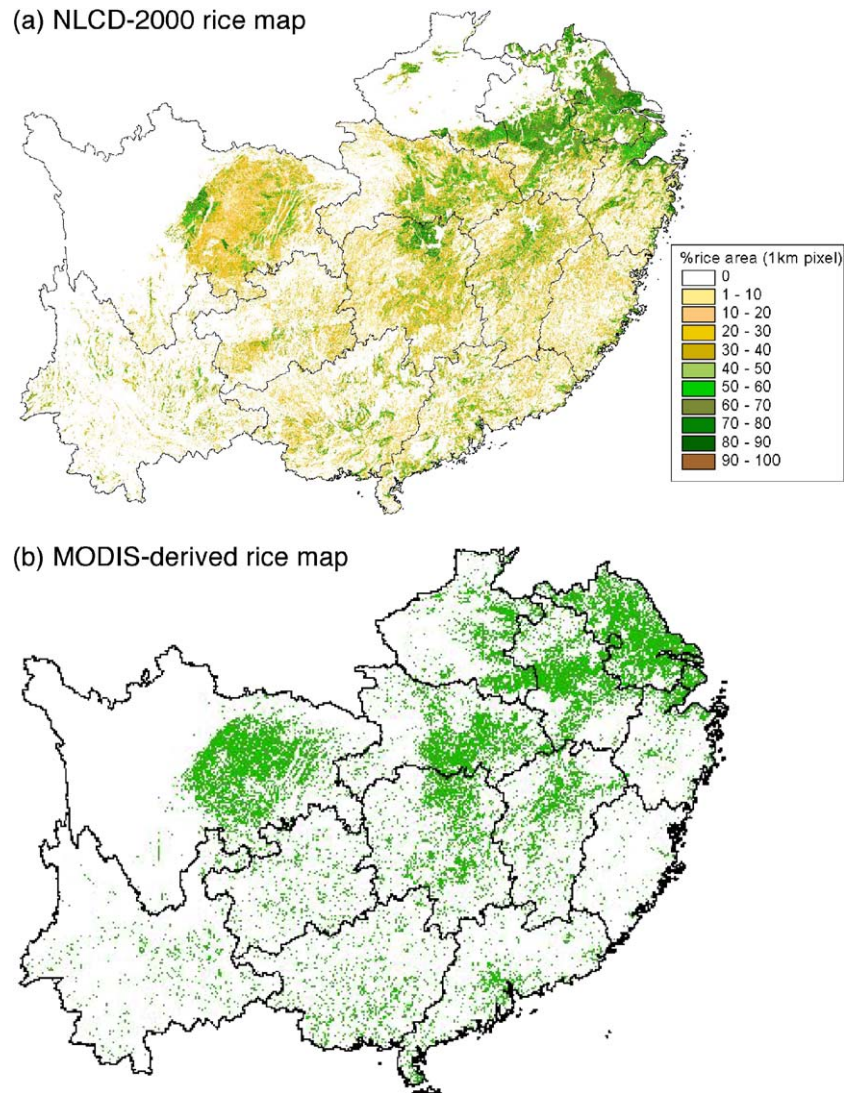 (a) NLCD-2000 rice map
%rice area (1km pixel)
0
1 - 10
10 - 20
20 - 30
30 - 40
40 - 50
50 - 60
60 - 70
70 - 80
80 - 90
90 - 100
(b) MODIS-derived rice map